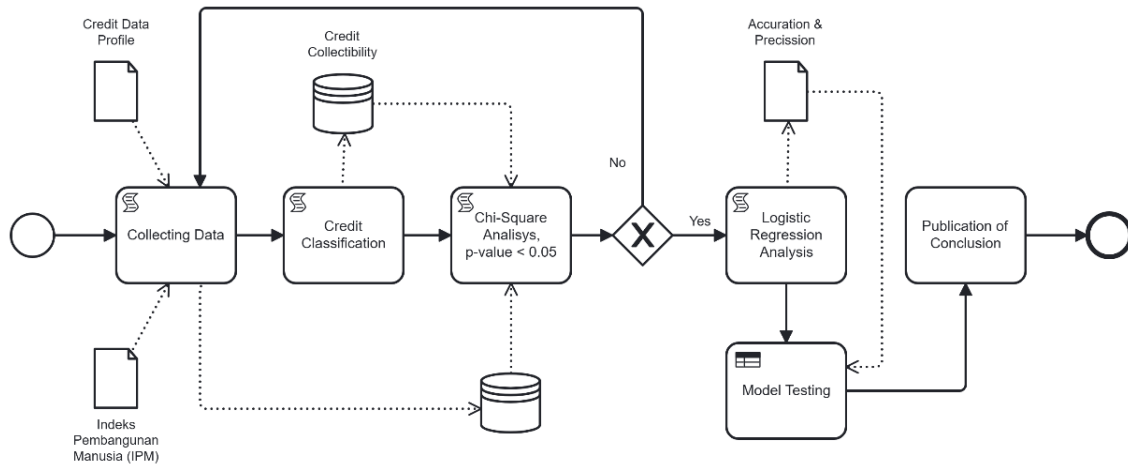 Credit Data
Profile
Credit
Collectibility
Accuration &
Precission
No
Collecting Data
Credit
Classification
Chi-Square
Analisys,
p-value < 0.05
Yes
Logistic
Regression
Analysis
Publication of
Conclusion
Model Testing
Indeks
Pembangunan
Manusia (IPM)